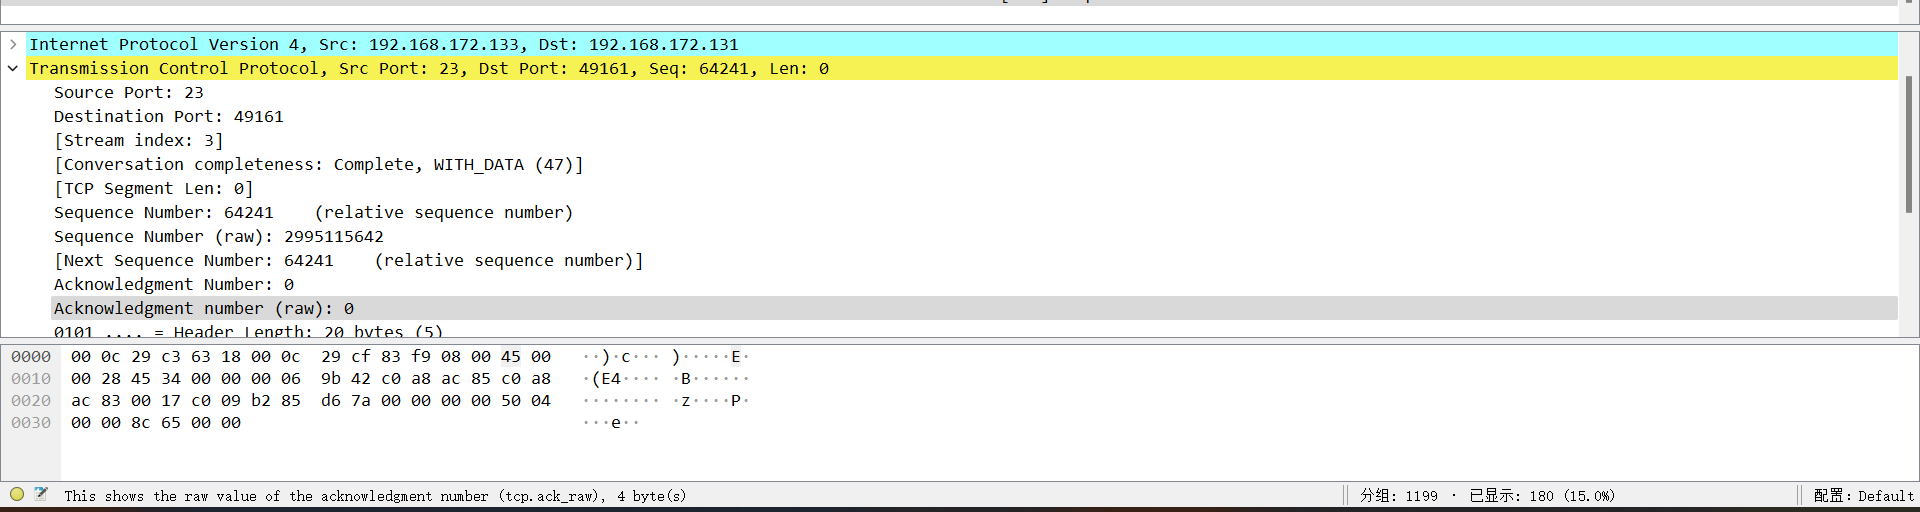 Internet Protocol Version 4, Src: 192.168.172.133, Dst: 192.168.172.131
Transmission Control Protocol, Src Port: 23, Dst Port: 49161, Seq: 64241, Len: 0
Source Port: 23
Destination Port: 49161
[Stream index: 3]
[Conversation completeness: Complete, WITH_DATA (47)]
[TCP Segment Len: 0]
Sequence Number: 64241    (relative sequence number)
Sequence Number (raw): 2995115642
[Next Sequence Number: 64241    (relative sequence number)]
Acknowledgment Number: 0
Acknowledgment number (raw): 0
0101 .... = Header Length: 20 bytes (5)
0000  00 0c 29 c3 63 18 00 0c  29 cf 83 f9 08 00 45 00   ··)·c··· )·····E·
0010  00 28 45 34 00 00 00 06  9b 42 c0 a8 ac 85 c0 a8   ·(E4···· ·B······
0020  ac 83 00 17 c0 09 b2 85  d6 7a 00 00 00 00 50 04   ········ ·z····P·
0030  00 00 8c 65 00 00   ···e··
This shows the raw value of the acknowledgment number (tcp.ack_raw), 4 byte(s)
分组: 1199 · 已显示: 180 (15.0%)
配置: Default